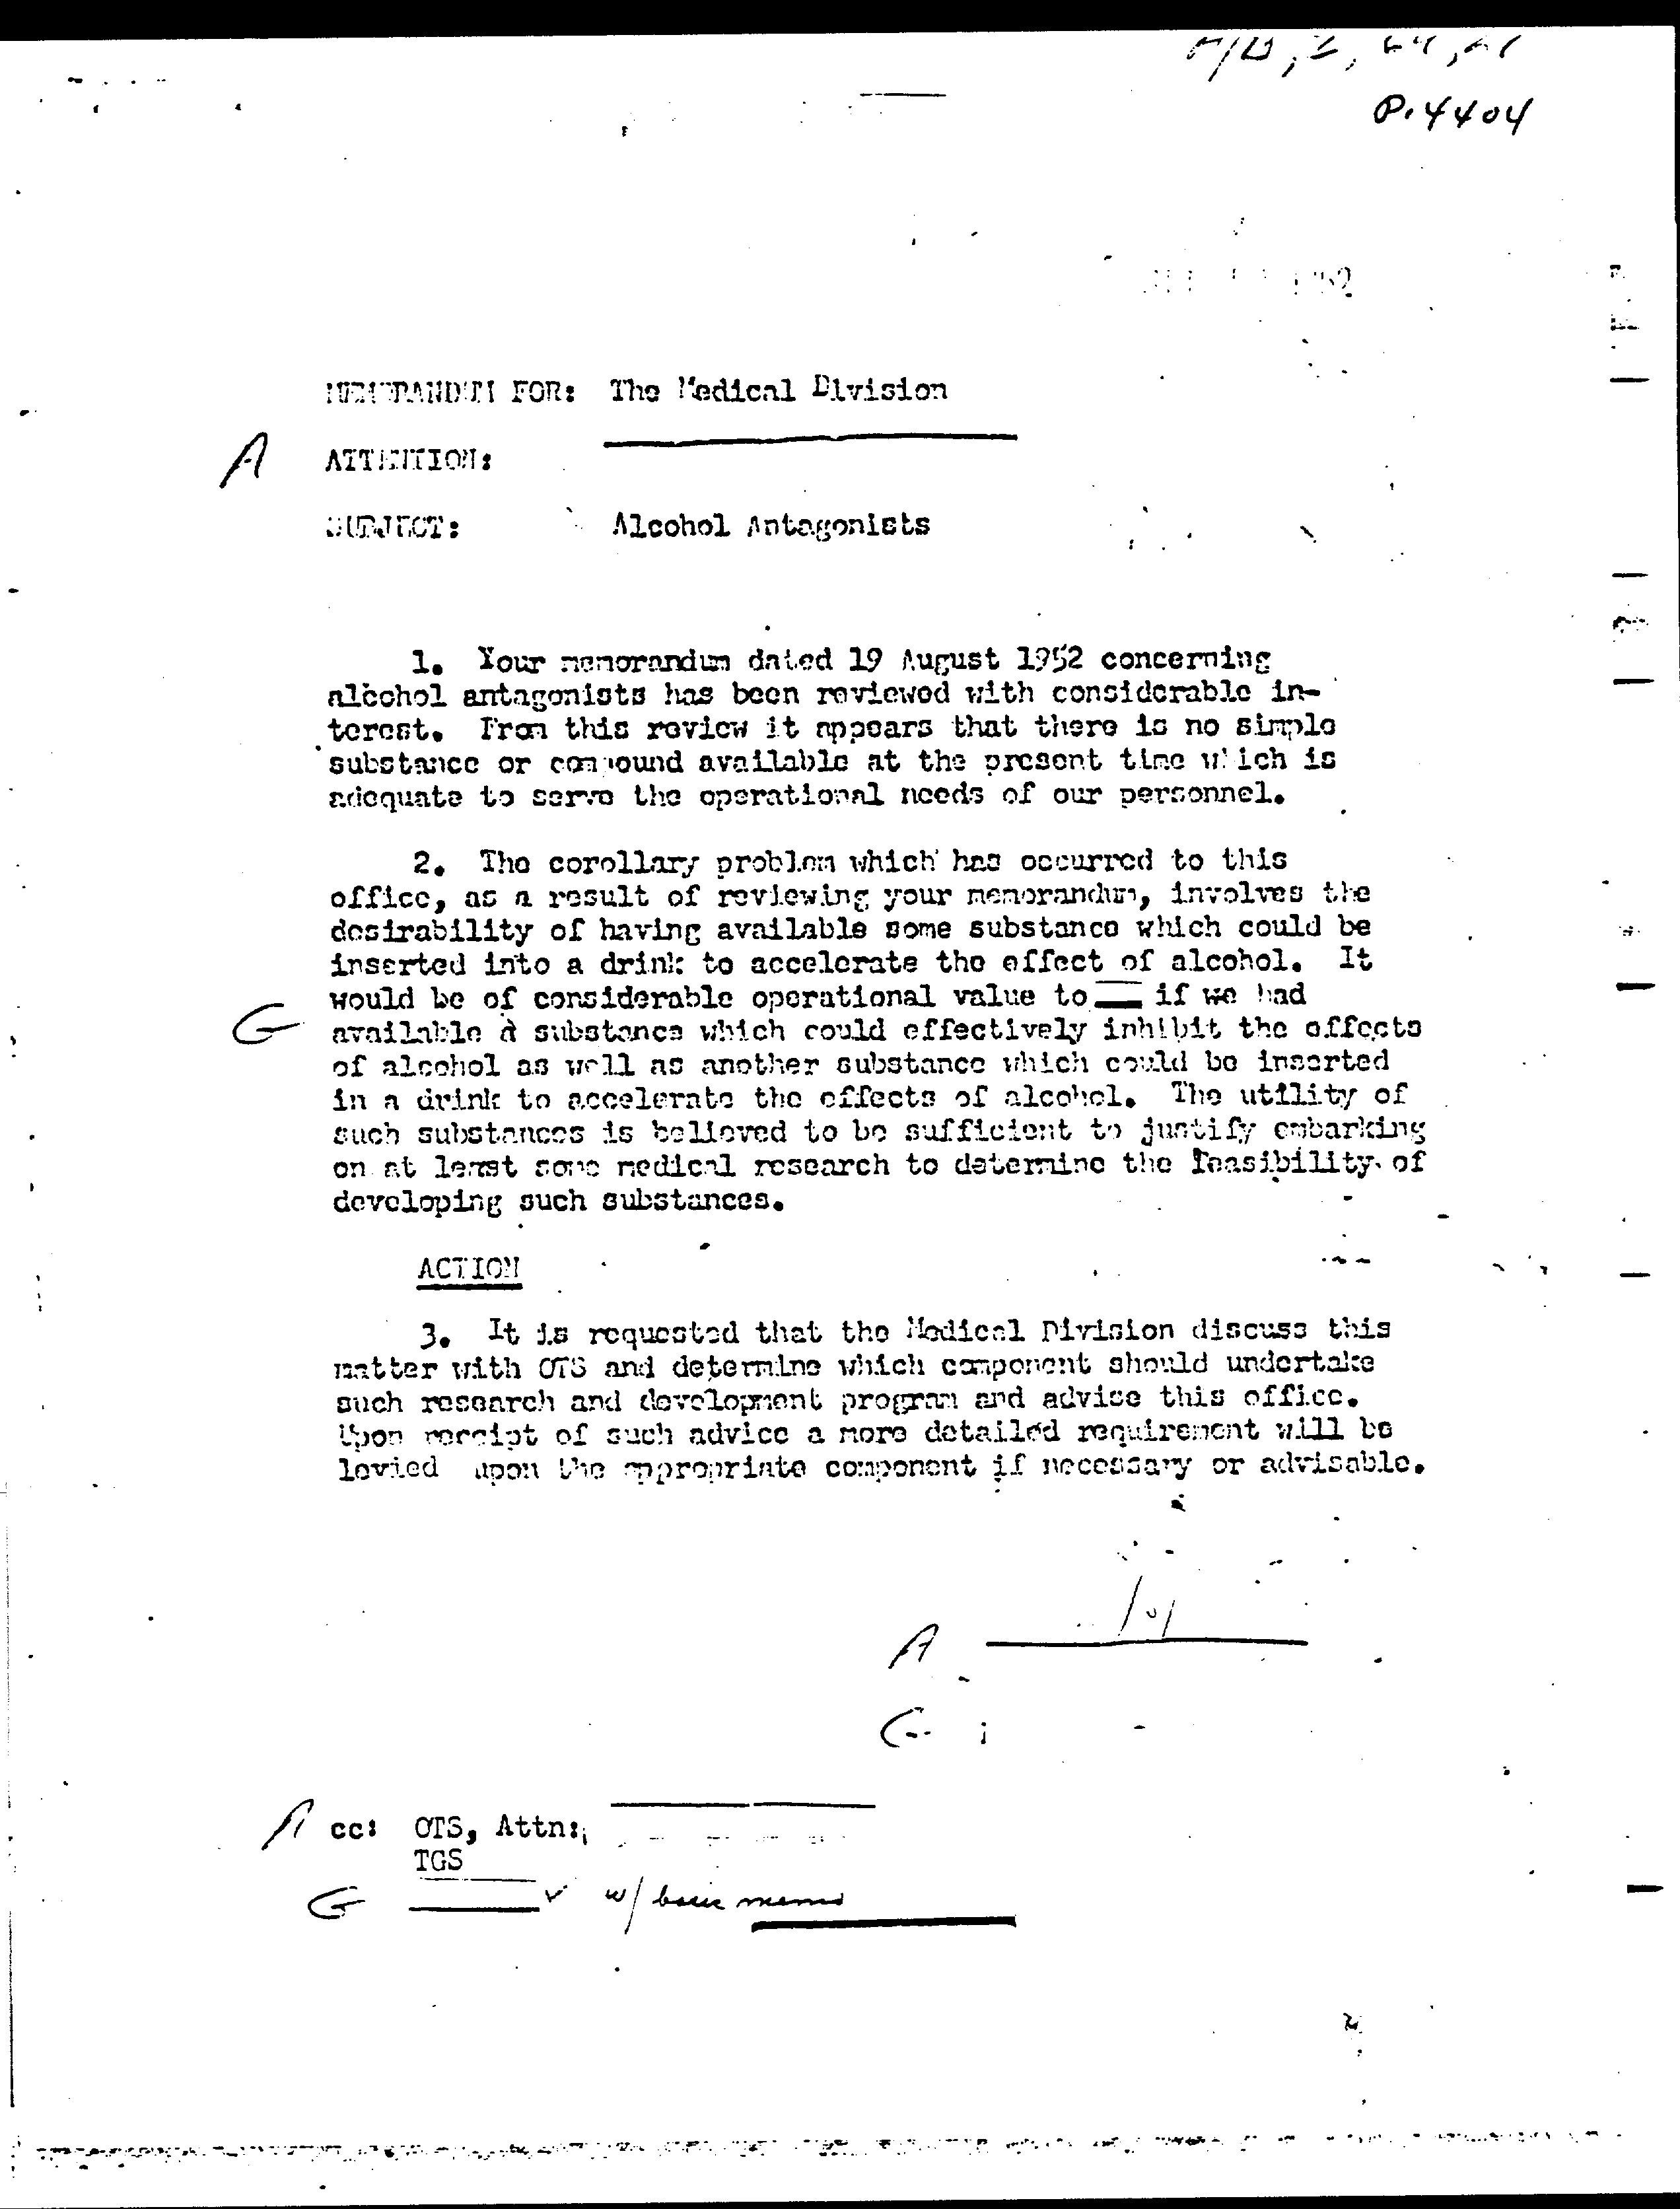 P.4404
MEMORANDUM FOR: The Medical Division
A ATTENTION:
SUBJECT: Alcohol Antagonists
1. Your memorandum dated 19 August 1952 concerning
alcohol antagonists has been reviewed with considerable in-
terest. From this review it appears that there is no simple
substance or compound available at the present time which is
adequate to serve the operational needs of our personnel.
2. The corollary problem which has occurred to this
office, as a result of reviewing your memorandum, involves the
desirability of having available some substance which could be
inserted into a drink to accelerate the effect of alcohol. It
would be of considerable operational value to if we had
G available a substance which could effectively inhibit the effects
of alcohol as well as another substance which could be inserted
in a drink to accelerate the effects of alcohol. The utility of
such substances is believed to be sufficient to justify embarking
on at least some medical research to determine the feasibility of
developing such substances.
ACTION
3. It is requested that the Medical Division discuss this
matter with OTS and determine which component should undertake
such research and development program and advise this office.
Upon receipt of such advice a more detailed requirement will be
levied upon the appropriate component if necessary or advisable.
/s/
A
G
A cc: OTS, Attn:
TGS
G w/ basic memo